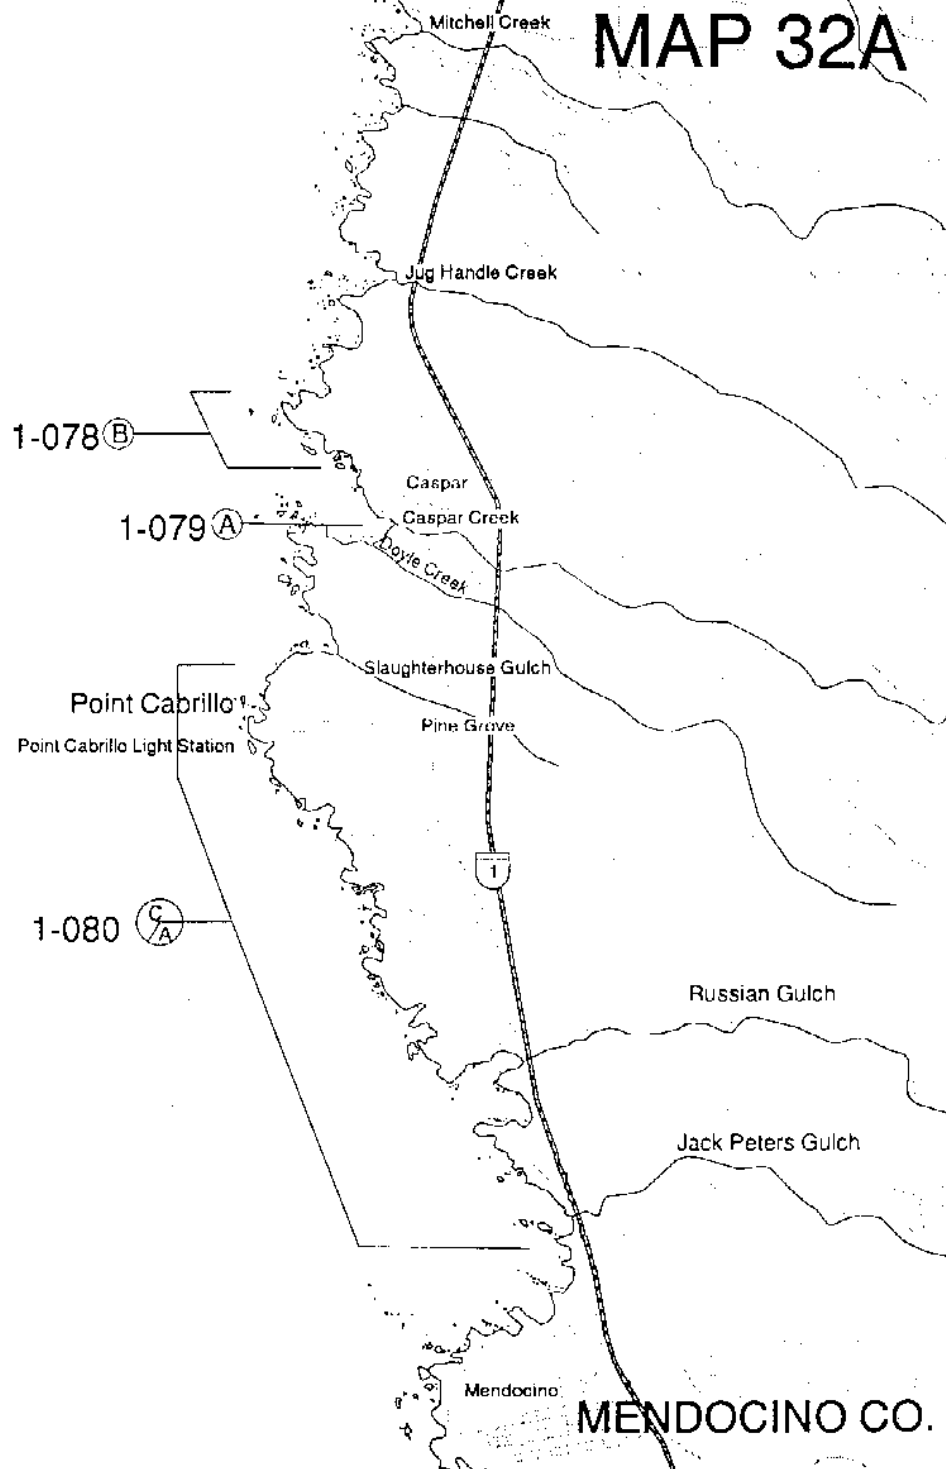 Mitchell Creek
MAP 32A
Jug Handle Creek
1-078 B
Caspar
Caspar Creek
1-079 A
Doyle Creek
Slaughterhouse Gulch
Point Cabrillo
Pine Grove
Point Cabrillo Light Station
1
1-080 C/A
Russian Gulch
Jack Peters Gulch
Mendocino
MENDOCINO CO.